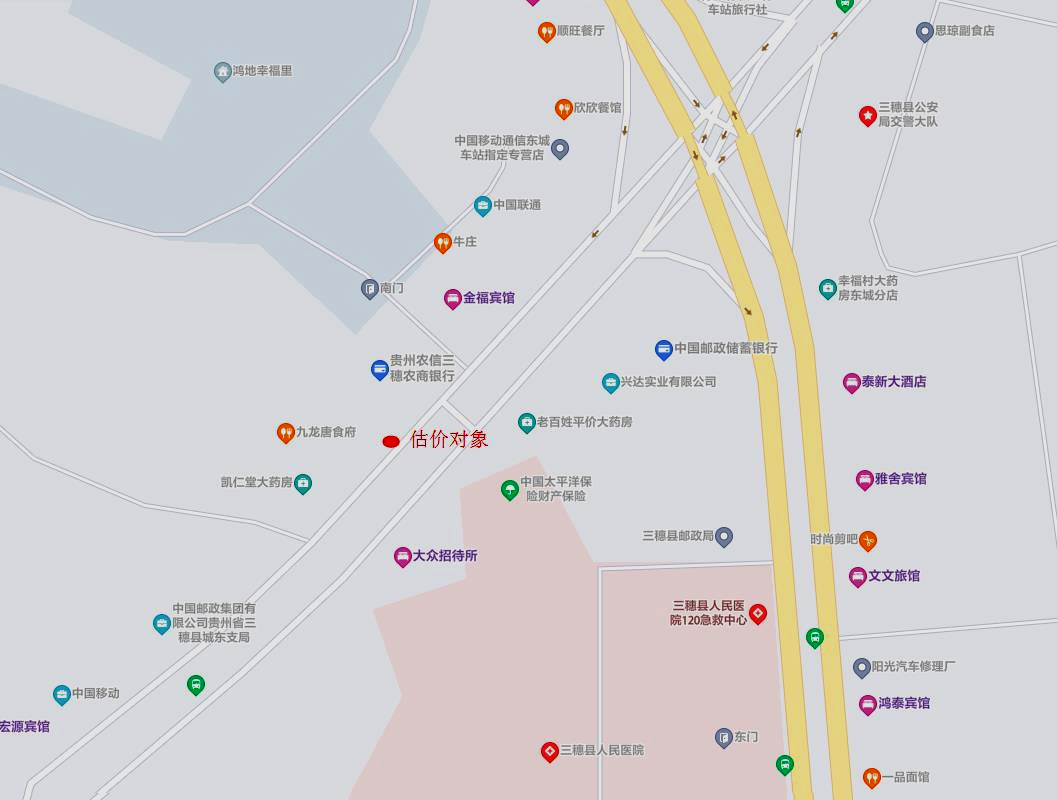 车站旅行社
顺旺餐厅
思琼副食店
鸿地幸福里
欣欣餐馆
三穗县公安
局交警大队
中国移动通信东城
车站指定专营店
中国联通
牛庄
南门
金福宾馆
幸福村大药
房东城分店
中国邮政储蓄银行
贵州农信三
穗农商银行
兴达实业有限公司
泰新大酒店
老百姓平价大药房
九龙唐食府
估价对象
凯仁堂大药房
中国太平洋保
险财产保险
雅舍宾馆
三穗县邮政局
时尚剪吧
大众招待所
文文旅馆
中国邮政集团有
限公司贵州省三
穗县城东支局
三穗县人民医
院120急救中心
阳光汽车修理厂
中国移动
鸿泰宾馆
宏源宾馆
东门
三穗县人民医院
一品面馆